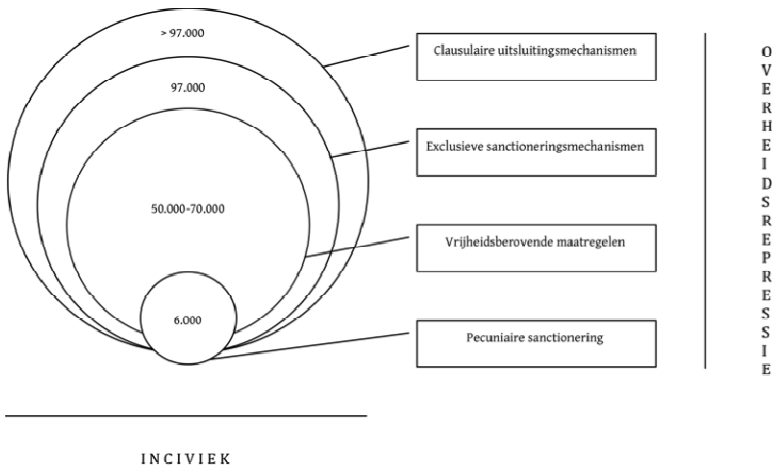 > 97.000
Clausulaire uitsluitingsmechanismen
97.000
Exclusieve sanctioneringsmechanismen
50.000-70.000
Vrijheidsberovende maatregelen
6.000
Pecuniaire sanctionering
OVERHEIDSREPRESSIE
INCIVIEK